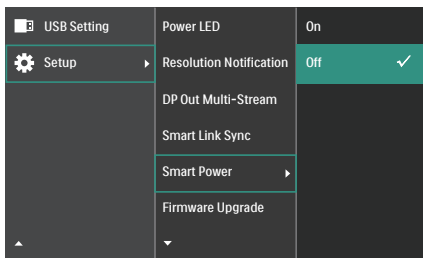 USB Setting
Setup
Power LED
Resolution Notification
DP Out Multi-Stream
Smart Link Sync
Smart Power
Firmware Upgrade
On
Off